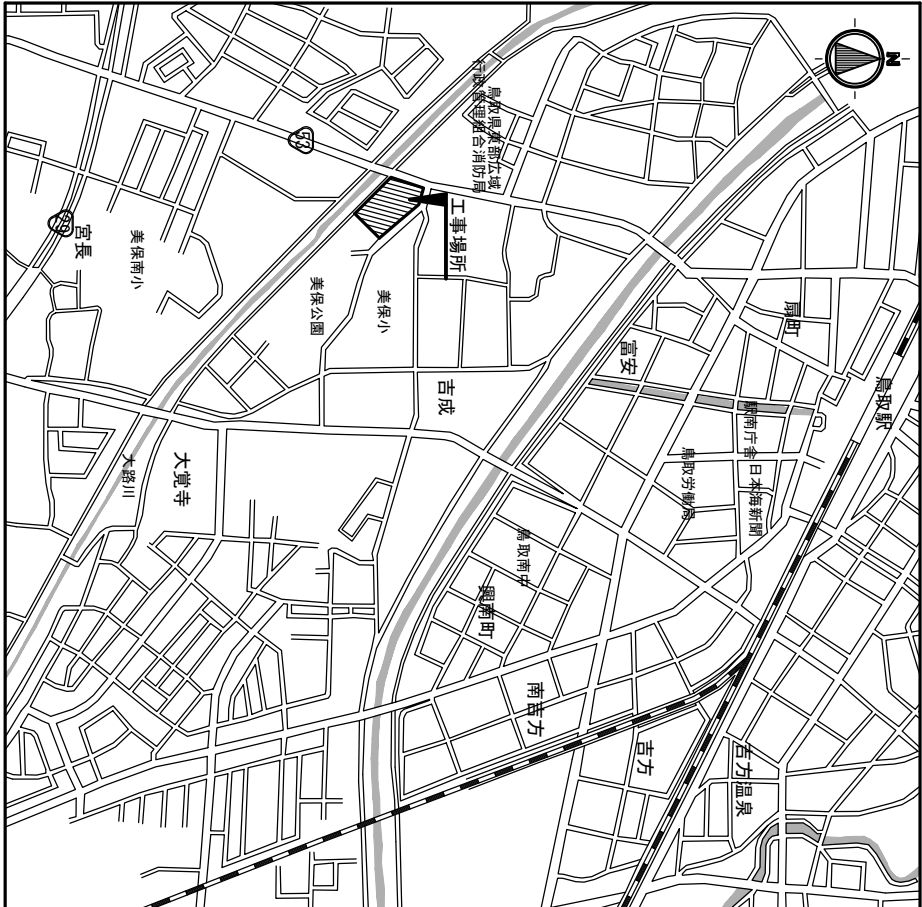 N
鳥取県東部広域
行政管理組合消防局
53
工事場所
29
宮長
美保南小
美保公園
美保小
吉成
富安
扇町
鳥取駅
駅南庁舎
日本海新聞
鳥取労働局
大路川
大覚寺
鳥取南中
興南町
南吉方
吉方
吉方温泉